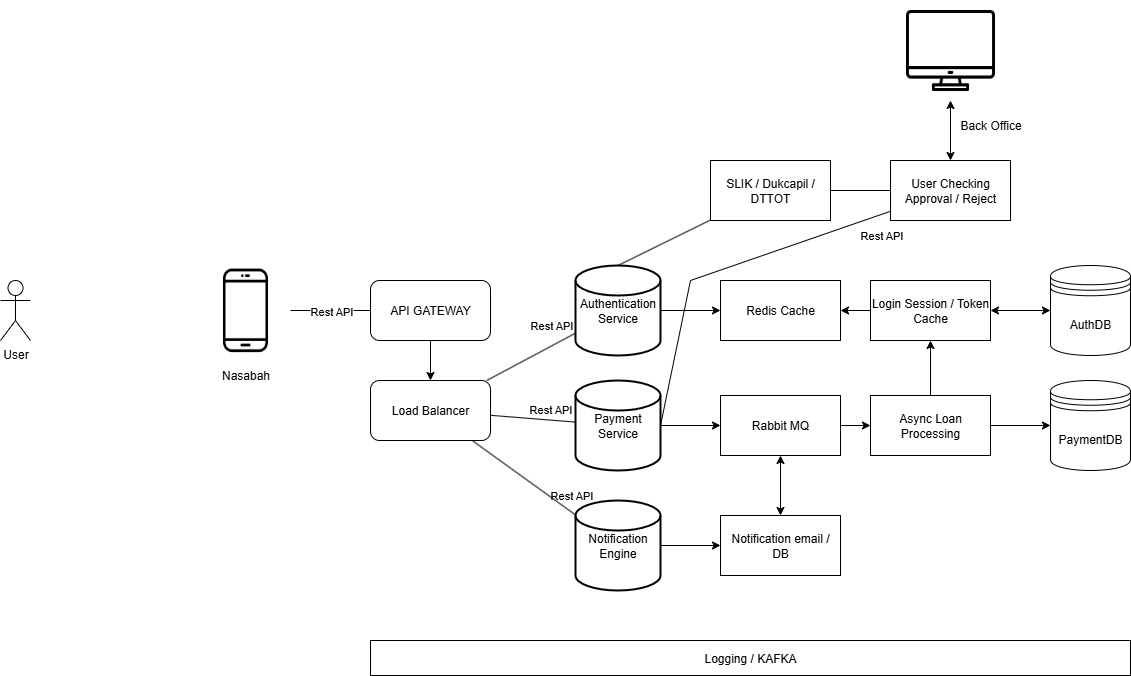 Back Office
SLIK / Dukcapil /
DTTOT
User Checking
Approval / Reject
Rest API
User
Nasabah
Rest API
API GATEWAY
Rest API
Authentication
Service
Redis Cache
Login Session / Token
Cache
AuthDB
Load Balancer
Rest API
Payment
Service
Rabbit MQ
Async Loan
Processing
PaymentDB
Rest API
Notification
Engine
Notification email /
DB
Logging / KAFKA